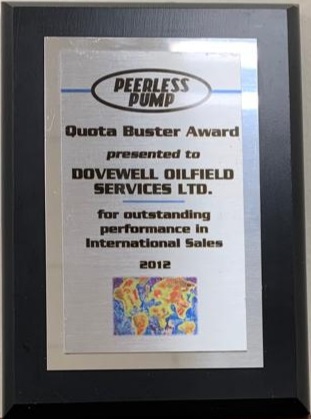 PEERLESS
PUMP
Quota Buster Award
presented to
DOVEWELL OILFIELD
SERVICES LTD.
for outstanding
performance in
International Sales
2012